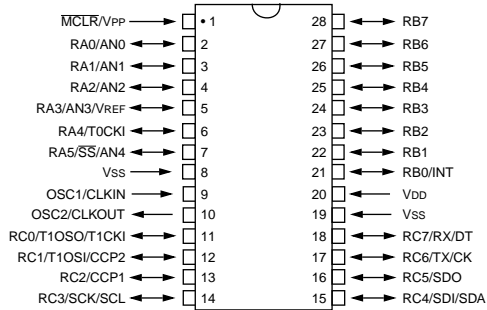 MCLR/VPP 1 28 RB7
RA0/AN0 2 27 RB6
RA1/AN1 3 26 RB5
RA2/AN2 4 25 RB4
RA3/AN3/VREF 5 24 RB3
RA4/T0CKI 6 23 RB2
RA5/SS/AN4 7 22 RB1
VSS 8 21 RB0/INT
OSC1/CLKIN 9 20 VDD
OSC2/CLKOUT 10 19 VSS
RC0/T1OSO/T1CKI 11 18 RC7/RX/DT
RC1/T1OSI/CCP2 12 17 RC6/TX/CK
RC2/CCP1 13 16 RC5/SDO
RC3/SCK/SCL 14 15 RC4/SDI/SDA